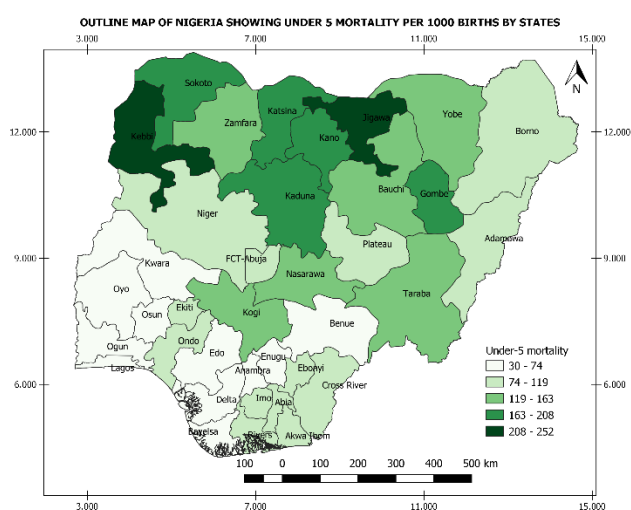 OUTLINE MAP OF NIGERIA SHOWING UNDER 5 MORTALITY PER 1000 BIRTHS BY STATES
3.000 7.000 11.000 15.000
N
Sokoto
Katsina
Jigawa
Yobe
Kebbi
Zamfara
Kano
Borno
12.000 12.000
Kaduna
Bauchi
Gombe
Niger
Plateau
Adamawa
FCT-Abuja
9.000 9.000
Kwara
Nasarawa
Oyo
Taraba
Osun
Ekiti
Kogi
Benue
Ogun
Ondo
Edo
Enugu
Lagos
Anambra
Ebonyi
Cross River
Delta
Imo
Abia
Bayelsa
Rivers
Akwa Ibom
6.000 6.000
Under-5 mortality
30 - 74
74 - 119
119 - 163
163 - 208
208 - 252
100 0 100 200 300 400 500 km
3.000 7.000 11.000 15.000